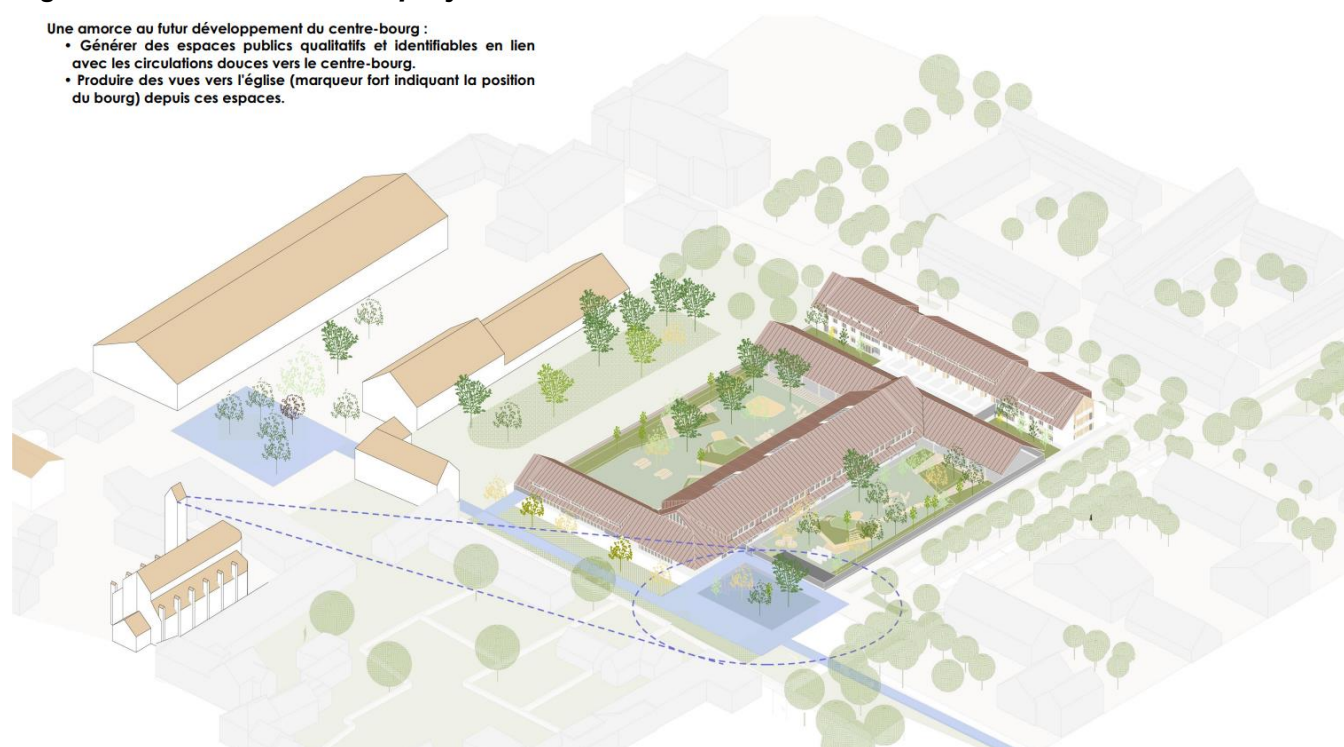 Une amorce au futur développement du centre-bourg :
• Générer des espaces publics qualitatifs et identifiables en lien
avec les circulations douces vers le centre-bourg.
• Produire des vues vers l'église (marqueur fort indiquant la position
du bourg) depuis ces espaces.